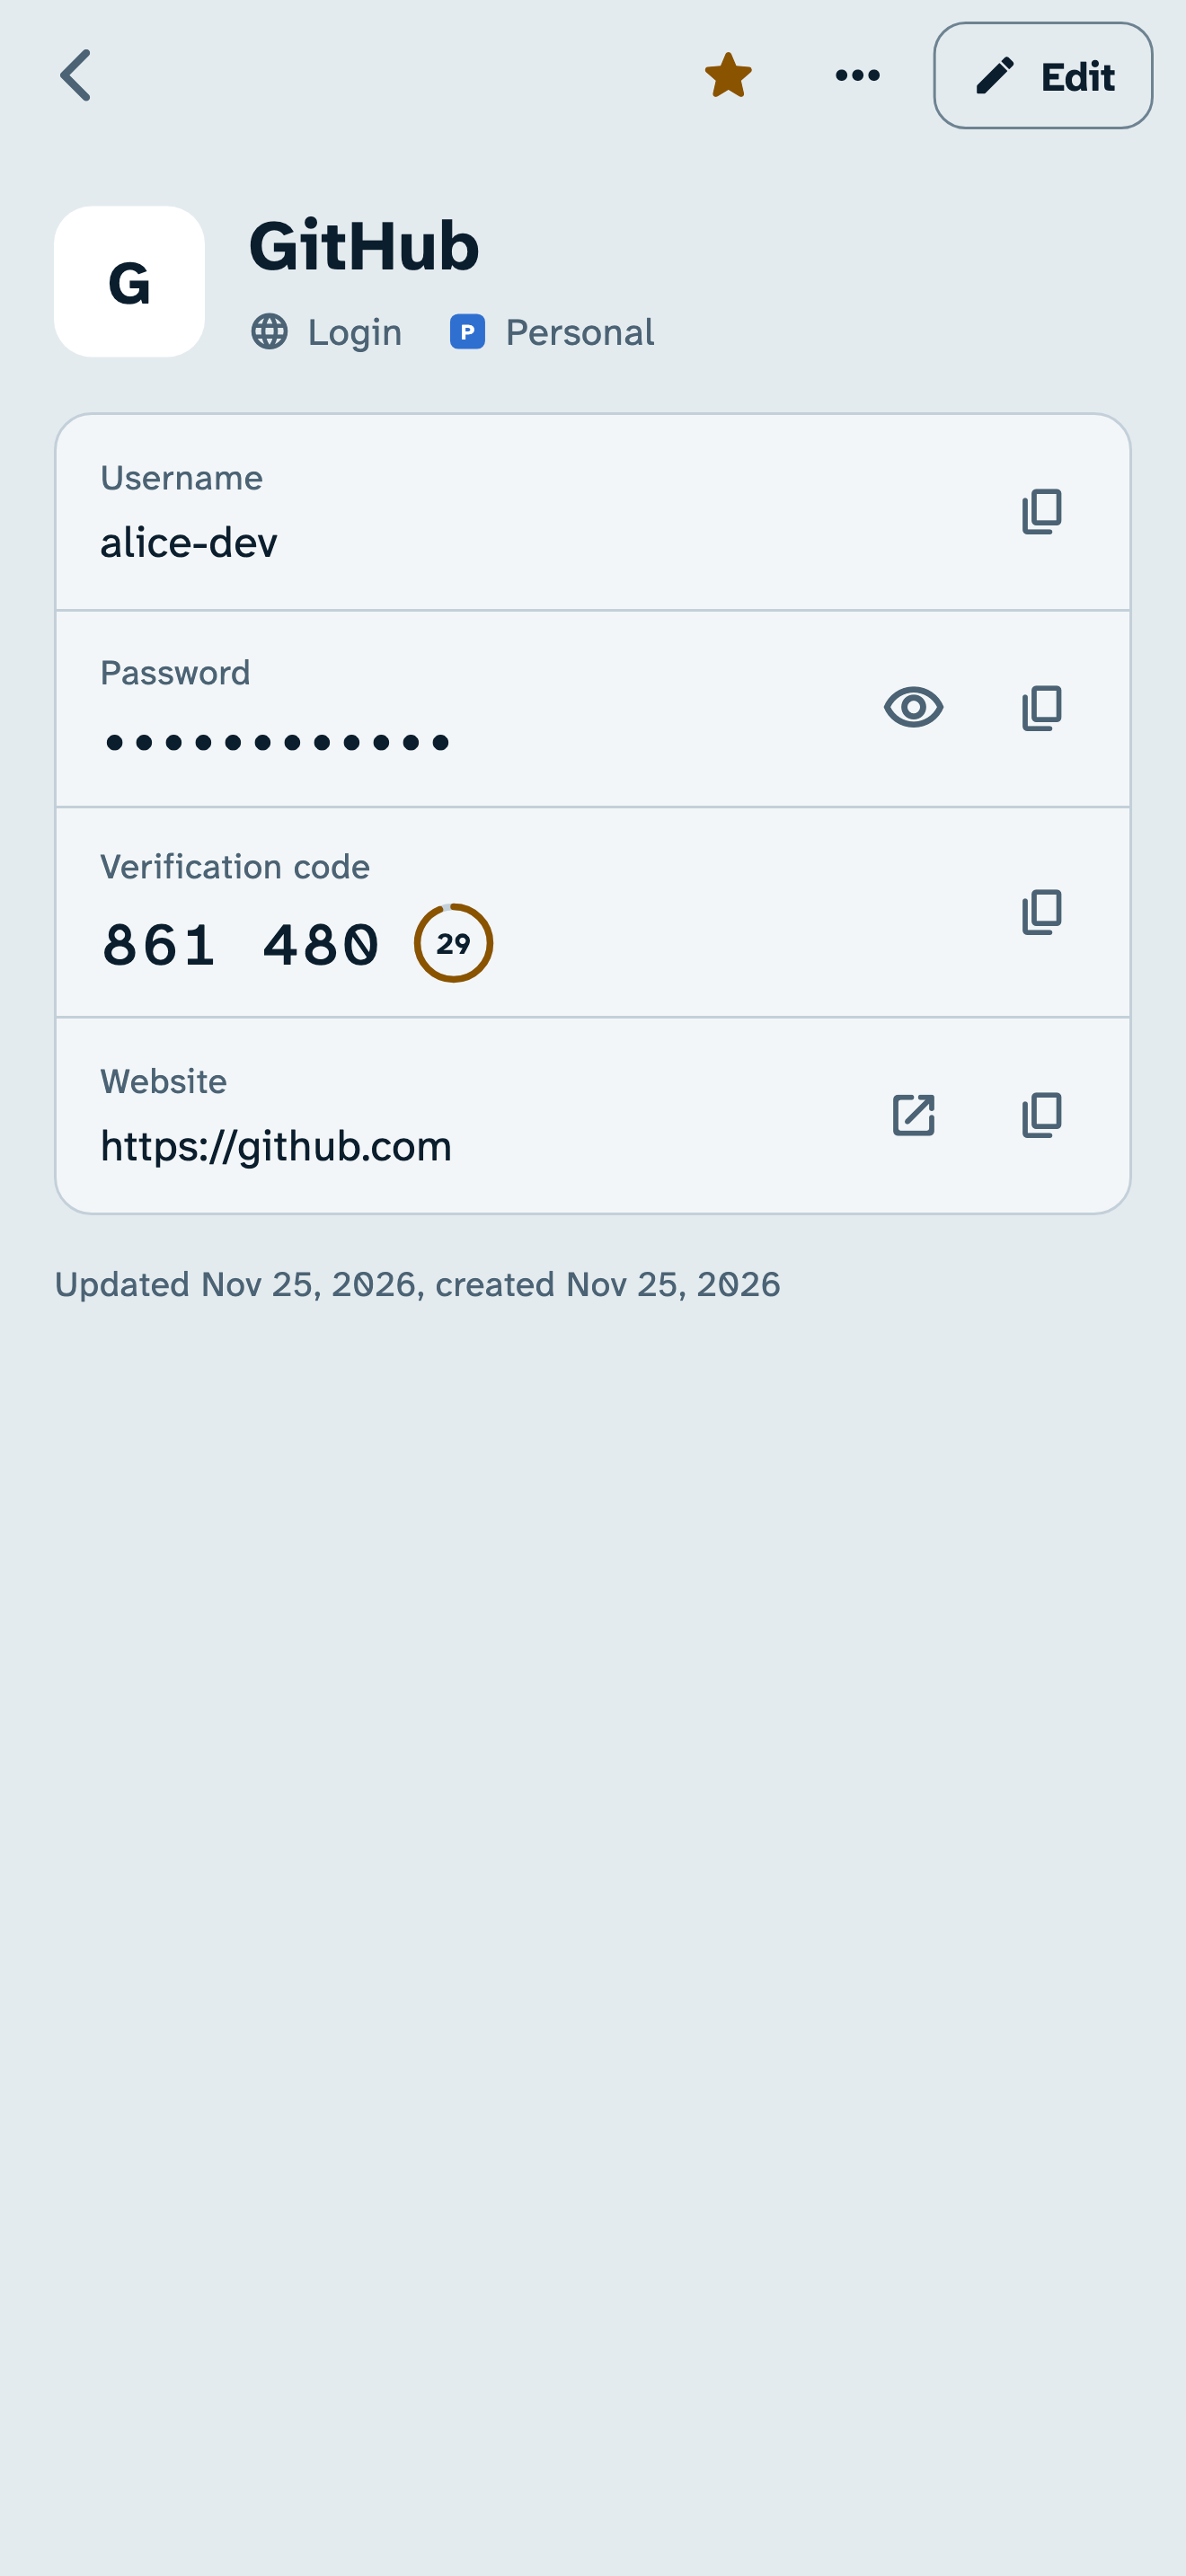 Edit
G
GitHub
Login P Personal
Username
alice-dev
Password
••••••••••••
Verification code
861 480 29
Website
https://github.com
Updated Nov 25, 2026, created Nov 25, 2026